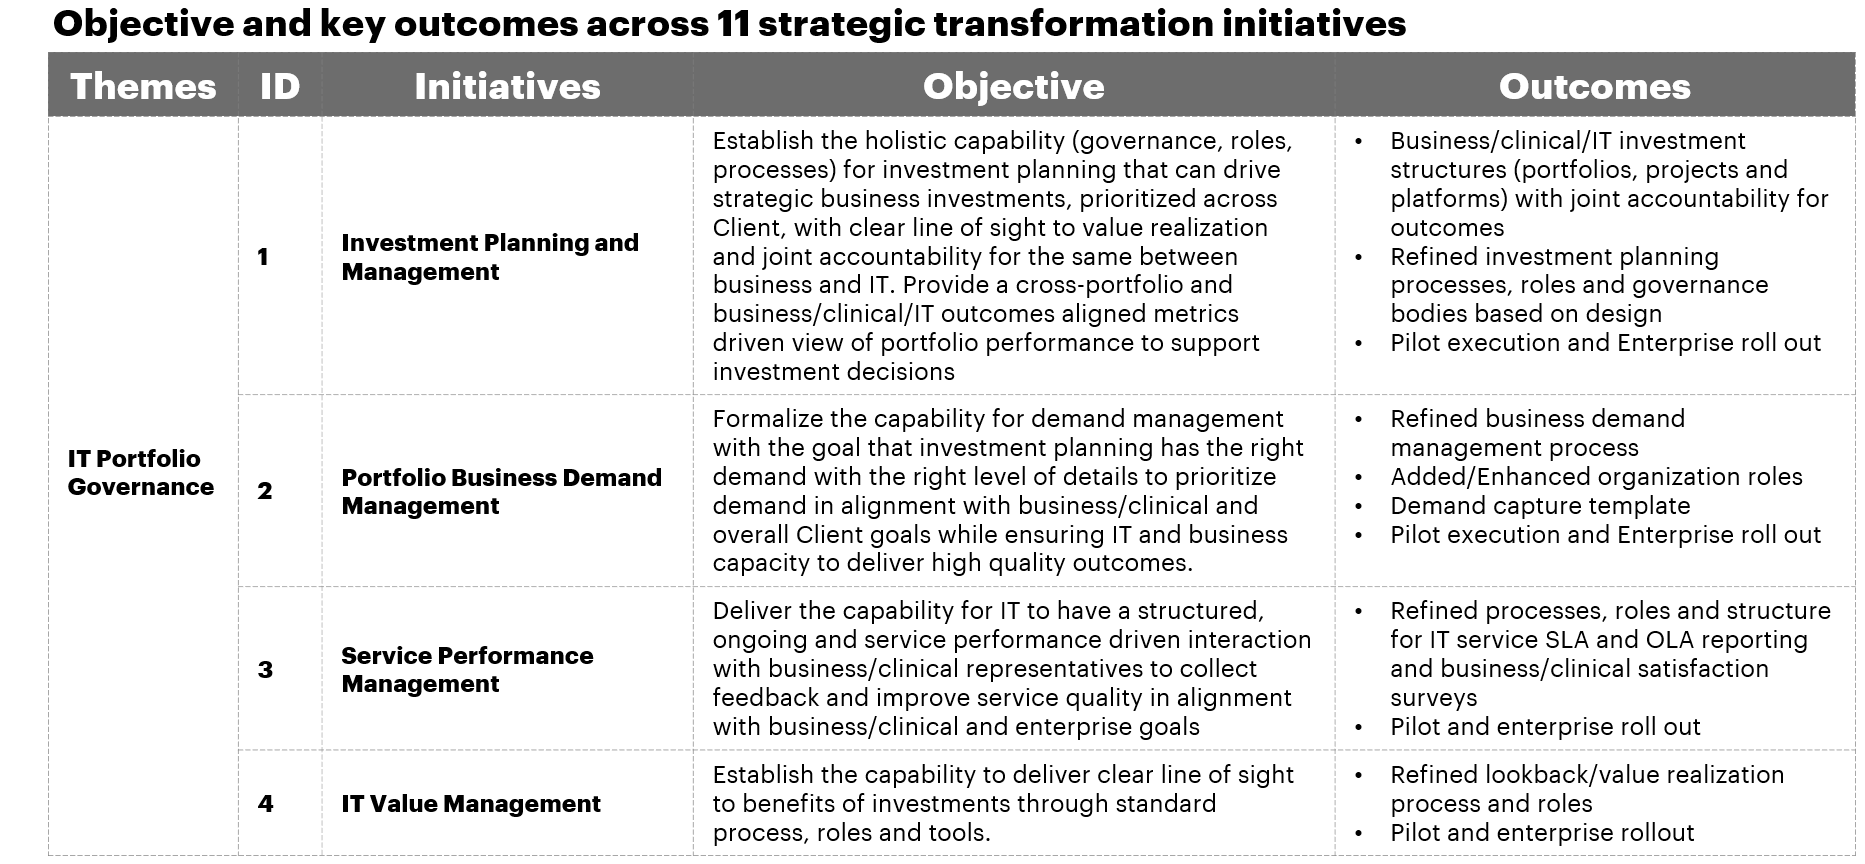 Objective and key outcomes across 11 strategic transformation initiatives
Themes ID Initiatives Objective Outcomes
IT Portfolio
Governance
1
Investment Planning and
Management
Establish the holistic capability (governance, roles,
processes) for investment planning that can drive
strategic business investments, prioritized across
Client, with clear line of sight to value realization
and joint accountability for the same between
business and IT. Provide a cross-portfolio and
business/clinical/IT outcomes aligned metrics
driven view of portfolio performance to support
investment decisions
• Business/clinical/IT investment
structures (portfolios, projects and
platforms) with joint accountability for
outcomes
• Refined investment planning
processes, roles and governance
bodies based on design
• Pilot execution and Enterprise roll out
2
Portfolio Business Demand
Management
Formalize the capability for demand management
with the goal that investment planning has the right
demand with the right level of details to prioritize
demand in alignment with business/clinical and
overall Client goals while ensuring IT and business
capacity to deliver high quality outcomes.
• Refined business demand
management process
• Added/Enhanced organization roles
• Demand capture template
• Pilot execution and Enterprise roll out
3
Service Performance
Management
Deliver the capability for IT to have a structured,
ongoing and service performance driven interaction
with business/clinical representatives to collect
feedback and improve service quality in alignment
with business/clinical and enterprise goals
• Refined processes, roles and structure
for IT service SLA and OLA reporting
and business/clinical satisfaction
surveys
• Pilot and enterprise roll out
4
IT Value Management
Establish the capability to deliver clear line of sight
to benefits of investments through standard
process, roles and tools.
• Refined lookback/value realization
process and roles
• Pilot and enterprise rollout